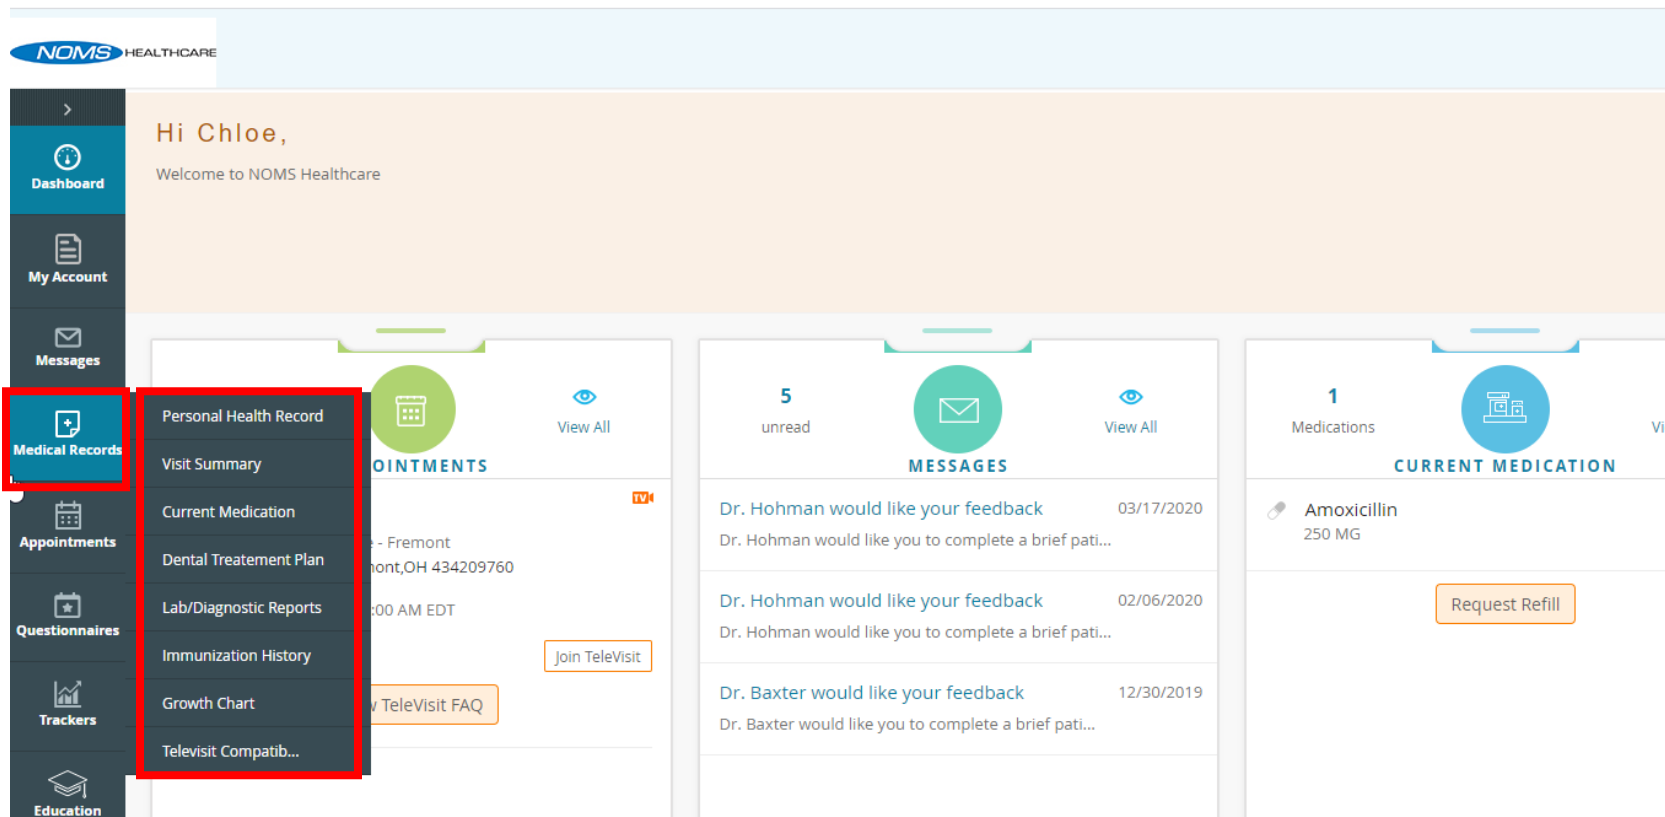 NOMS HEALTHCARE
Hi Chloe,
Welcome to NOMS Healthcare
Dashboard
My Account
Messages
Medical Records
Appointments
Questionnaires
Trackers
Education
Personal Health Record
Visit Summary
Current Medication
Dental Treatement Plan
Lab/Diagnostic Reports
Immunization History
Growth Chart
Televisit Compatib...
View All
OINTMENTS
TV
- Fremont
mont,OH 434209760
:00 AM EDT
Join TeleVisit
TeleVisit FAQ
5
unread
View All
MESSAGES
Dr. Hohman would like your feedback 03/17/2020
Dr. Hohman would like you to complete a brief pati...
Dr. Hohman would like your feedback 02/06/2020
Dr. Hohman would like you to complete a brief pati...
Dr. Baxter would like your feedback 12/30/2019
Dr. Baxter would like you to complete a brief pati...
1
Medications
Vi
CURRENT MEDICATION
Amoxicillin
250 MG
Request Refill